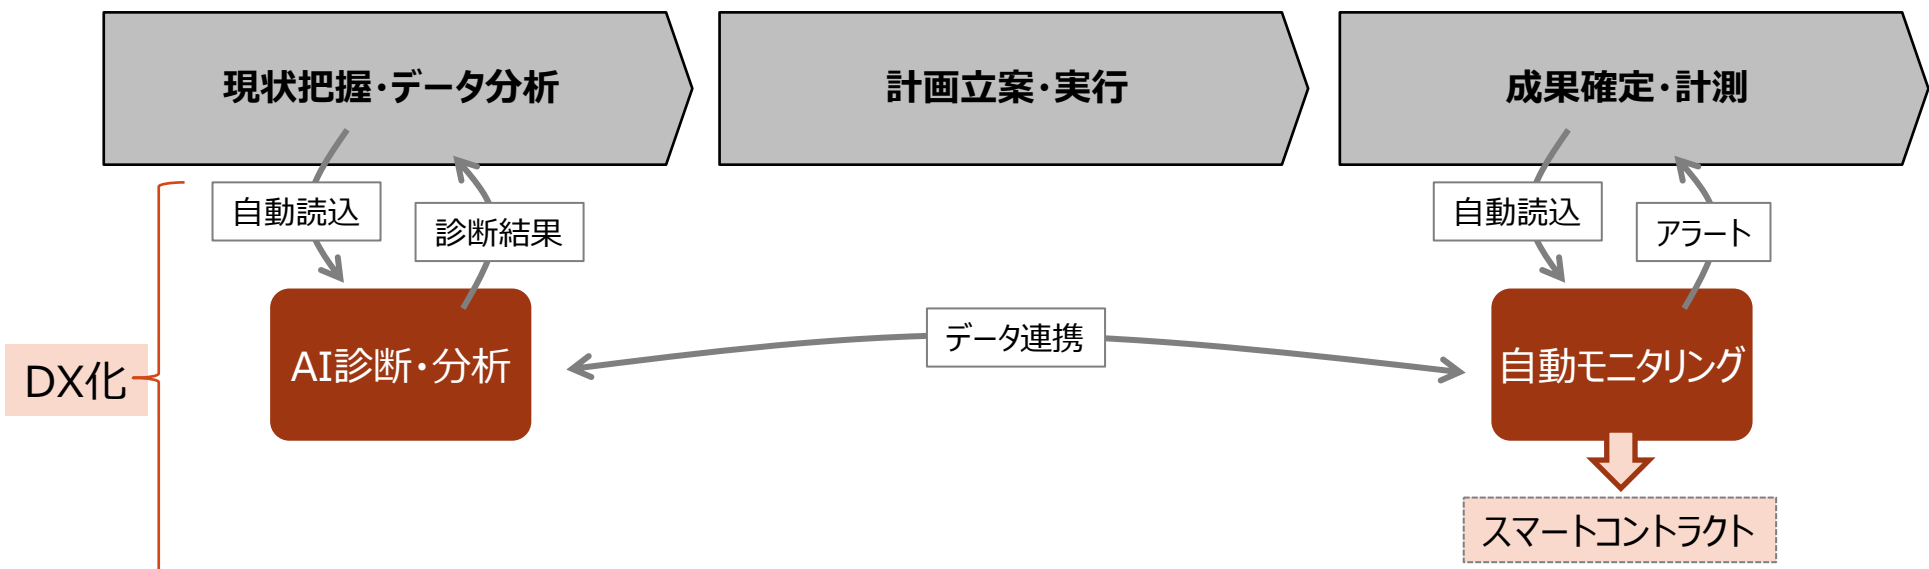 現状把握・データ分析
計画立案・実行
成果確定・計測
自動読込
診断結果
自動読込
アラート
データ連携
DX化
AI診断・分析
自動モニタリング
スマートコントラクト